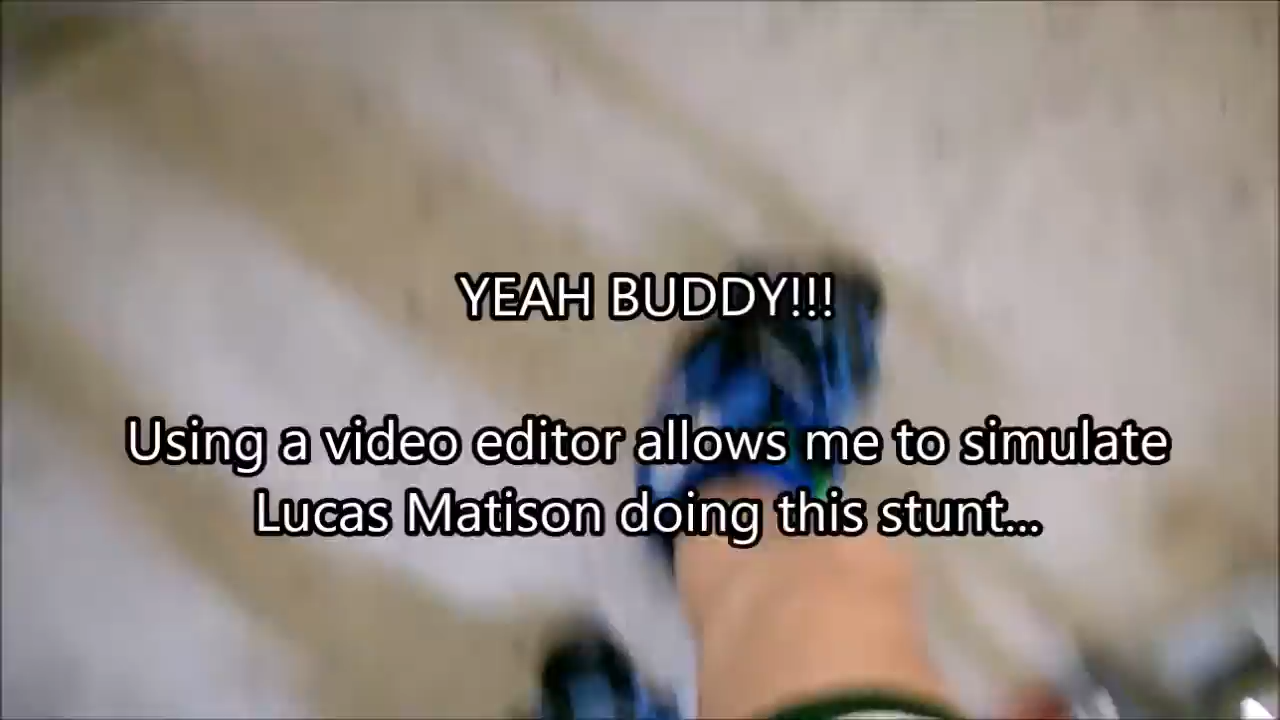 YEAH BUDDY!!!
Using a video editor allows me to simulate
Lucas Matison doing this stunt...